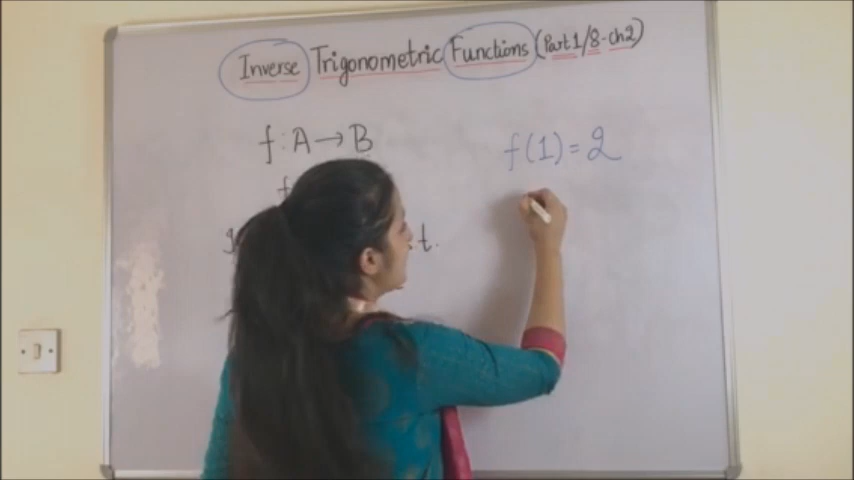 Inverse Trigonometric Functions (Part 1/8-Ch2)
f: A → B
f(1) = 2
t.